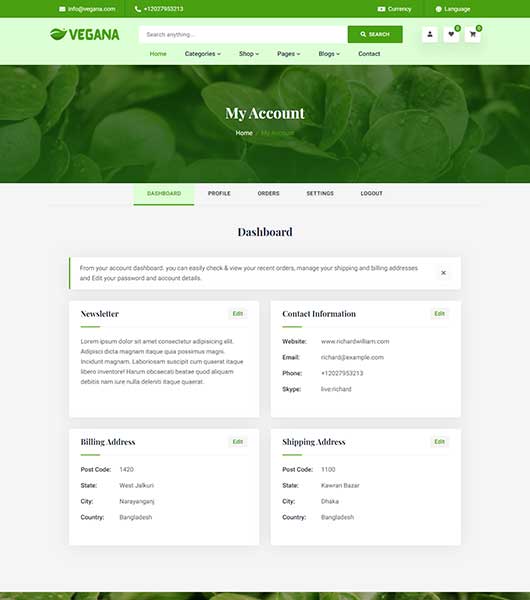 info@vegana.com
+12027953213
Currency
Language
VEGANA
Search anything...
SEARCH
0
0
Home
Categories
Shop
Pages
Blogs
Contact
My Account
Home / My Account
DASHBOARD
PROFILE
ORDERS
SETTINGS
LOGOUT
Dashboard
From your account dashboard. you can easily check & view your recent orders, manage your shipping and billing addresses
and Edit your password and account details.
Newsletter
Edit
Lorem ipsum dolor sit amet consectetur adipisicing elit.
Adipisci dicta magnam itaque quia possimus magni.
Incidunt magnam. Laboriosam suscipit cum quaerat itaque
libero inventore! Harum obcaecati beatae quod aliquam
debitis nam iure nulla deleniti itaque quaerat.
Contact Information
Edit
Website: www.richardwilliam.com
Email: richard@example.com
Phone: +12027953213
Skype: live:richard
Billing Address
Edit
Post Code: 1420
State: West Jalkuri
City: Narayanganj
Country: Bangladesh
Shipping Address
Edit
Post Code: 1100
State: Kawran Bazar
City: Dhaka
Country: Bangladesh